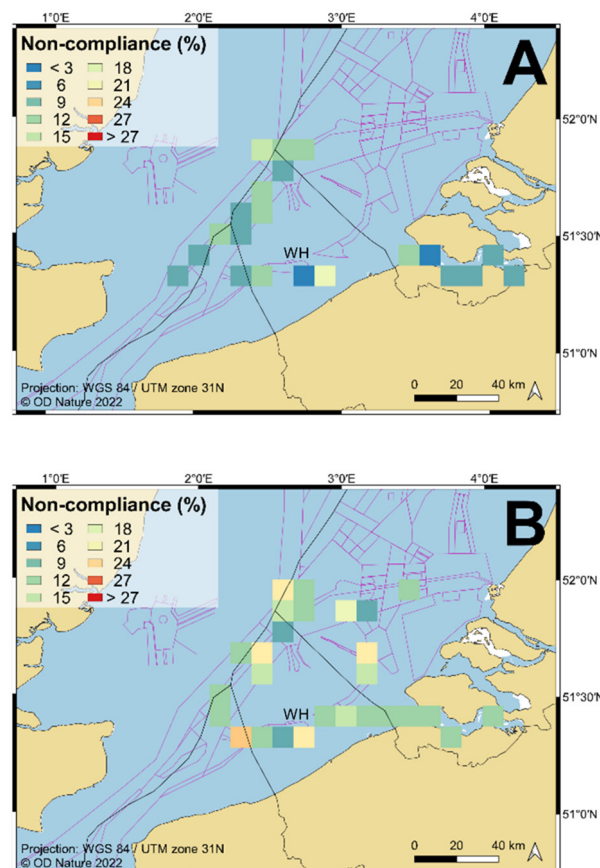 1°0'E 2°0'E 3°0'E 4°0'E
Non-compliance (%)
< 3 18
6 21
9 24
12 27
15 > 27
A
52°0'N
51°30'N
WH
51°0'N
Projection: WGS 84 / UTM zone 31N
© OD Nature 2022
0 20 40 km
1°0'E 2°0'E 3°0'E 4°0'E
Non-compliance (%)
< 3 18
6 21
9 24
12 27
15 > 27
B
52°0'N
51°30'N
WH
51°0'N
Projection: WGS 84 / UTM zone 31N
© OD Nature 2022
0 20 40 km